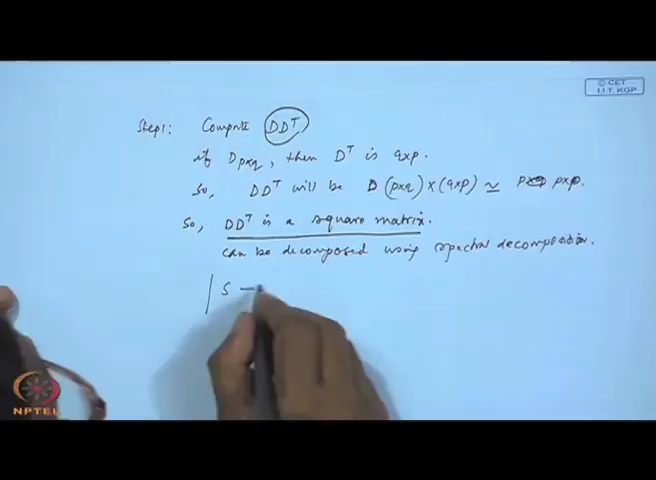 © CET
I.I.T. KGP
Step1: Compute DDᵀ
if Dpxq, then Dᵀ is qxp.
So, DDᵀ will be D (pxq) x (qxp) ≃ pxp.
So, DDᵀ is a square matrix.
can be decomposed using spectral decomposition.
| S –
NPTEL